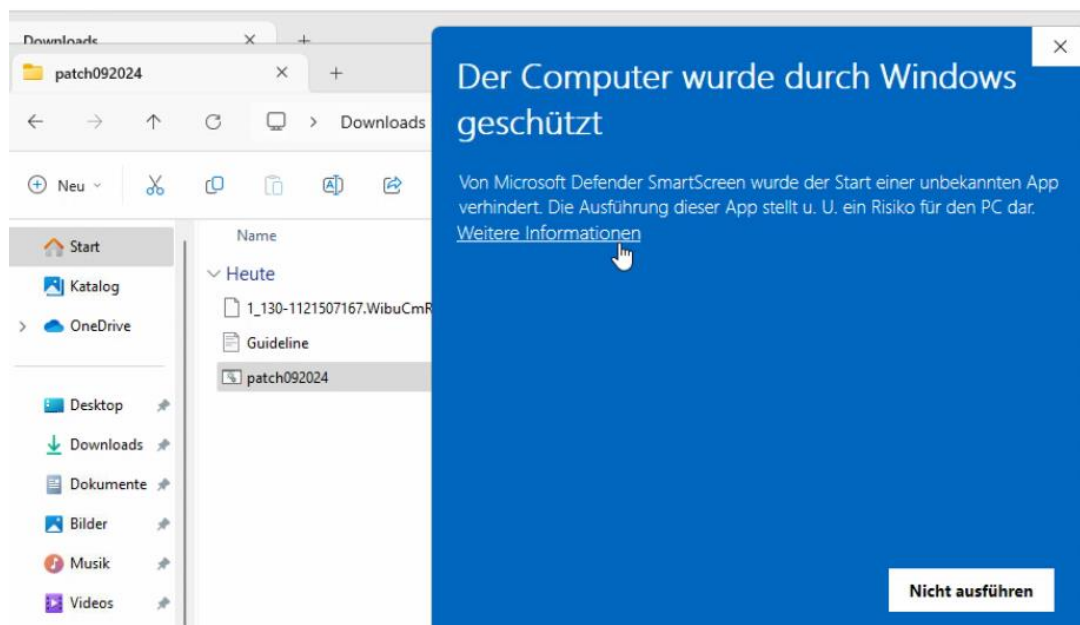 Downloads
patch092024
Downloads
Neu
Start
Katalog
OneDrive
Desktop
Downloads
Dokumente
Bilder
Musik
Videos
Name
Heute
1_130-1121507167.WibuCmR
Guideline
patch092024
Der Computer wurde durch Windows
geschützt
Von Microsoft Defender SmartScreen wurde der Start einer unbekannten App
verhindert. Die Ausführung dieser App stellt u. U. ein Risiko für den PC dar.
Weitere Informationen
Nicht ausführen